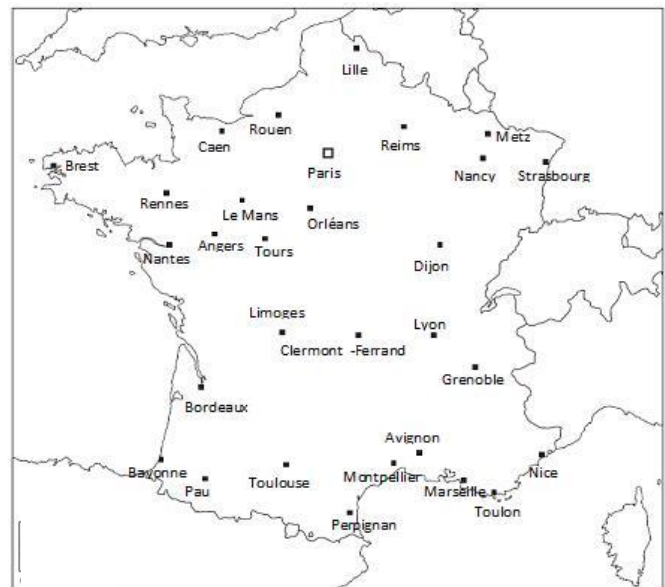 Lille
Rouen
Caen
Reims
Metz
Paris
Nancy
Strasbourg
Brest
Rennes
Le Mans
Orléans
Angers
Tours
Nantes
Dijon
Limoges
Clermont -Ferrand
Lyon
Grenoble
Bordeaux
Avignon
Bayonne
Pau
Toulouse
Montpellier
Marseille
Nice
Toulon
Perpignan